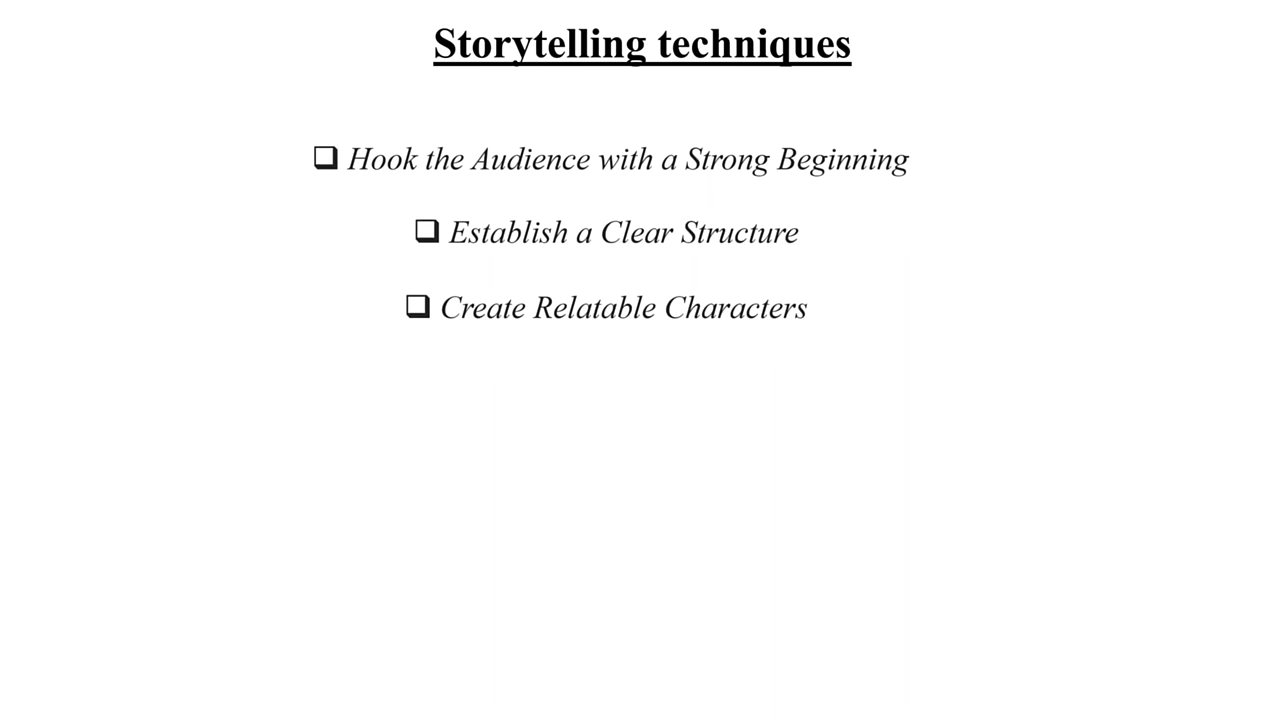 Storytelling techniques
❑ Hook the Audience with a Strong Beginning
❑ Establish a Clear Structure
❑ Create Relatable Characters